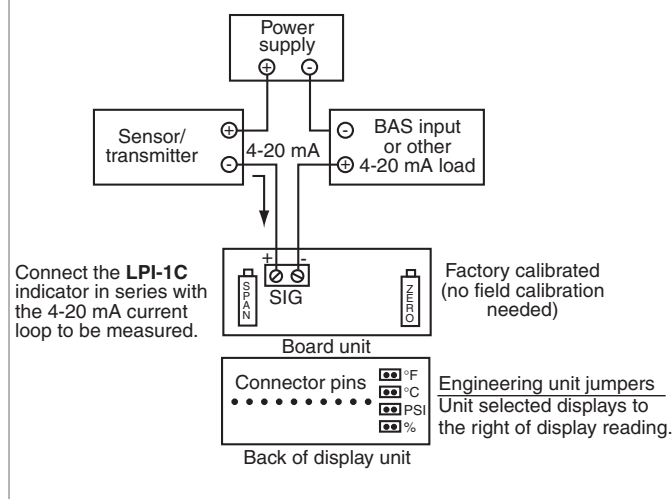 Power
supply
+ -
Sensor/
transmitter
+
-
4-20 mA
-
+
BAS input
or other
4-20 mA load
Connect the LPI-1C
indicator in series with
the 4-20 mA current
loop to be measured.
+ -
SPAN
SIG
ZERO
Factory calibrated
(no field calibration
needed)
Board unit
Connector pins
°F
°C
PSI
%
Engineering unit jumpers
Unit selected displays to
the right of display reading.
Back of display unit